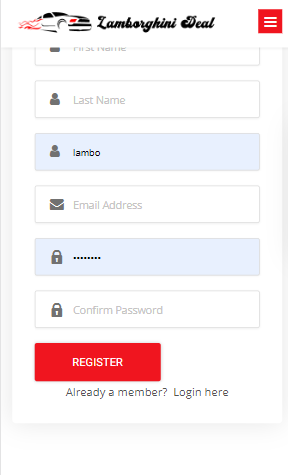 Lamborghini Deal
First Name
Last Name
lambo
Email Address
••••••••
Confirm Password
REGISTER
Already a member? Login here